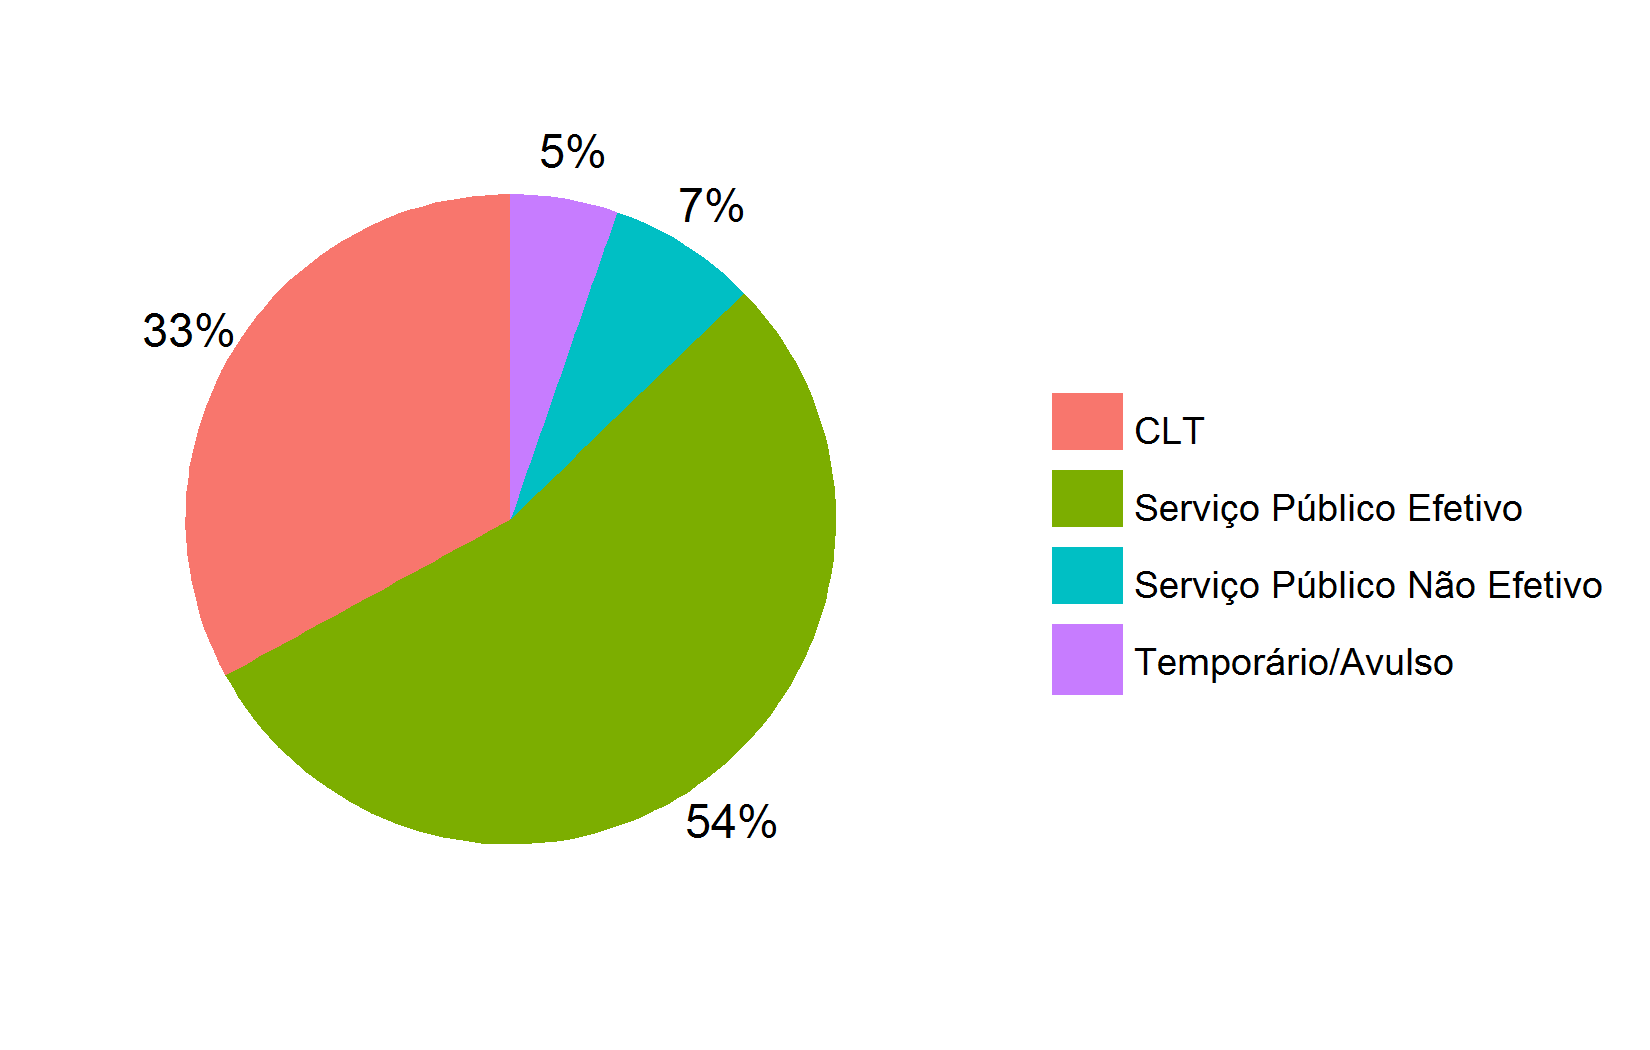 5%
7%
33%
54%
CLT
Serviço Público Efetivo
Serviço Público Não Efetivo
Temporário/Avulso